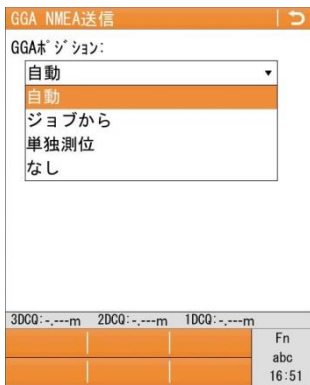 GGA NMEA送信
GGAﾎﾟｼﾞｼｮﾝ:
自動
自動
ジョブから
単独測位
なし
3DCQ:-.---m 2DCQ:-.---m 1DCQ:-.---m
Fn
abc
16:51